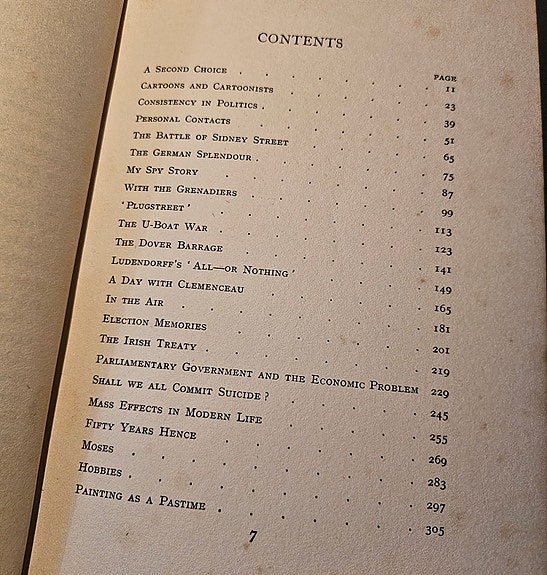 CONTENTS
PAGE
A Second Choice . . . . . . 11
Cartoons and Cartoonists . . . . . 23
Consistency in Politics . . . . . 39
Personal Contacts . . . . . 51
The Battle of Sidney Street . . . . 65
The German Splendour . . . . . 75
My Spy Story . . . . . . 87
With the Grenadiers . . . . . 99
'Plugstreet' . . . . . . 113
The U-Boat War . . . . . . 123
The Dover Barrage . . . . . 141
Ludendorff's 'All—or Nothing' . . . . 149
A Day with Clemenceau . . . . . 165
In the Air . . . . . . 181
Election Memories . . . . . 201
The Irish Treaty . . . . . . 219
Parliamentary Government and the Economic Problem 229
Shall we all Commit Suicide? . . . . 245
Mass Effects in Modern Life . . . . 255
Fifty Years Hence . . . . . 269
Moses . . . . . . . 283
Hobbies . . . . . . . 297
Painting as a Pastime . . . . . 305
7